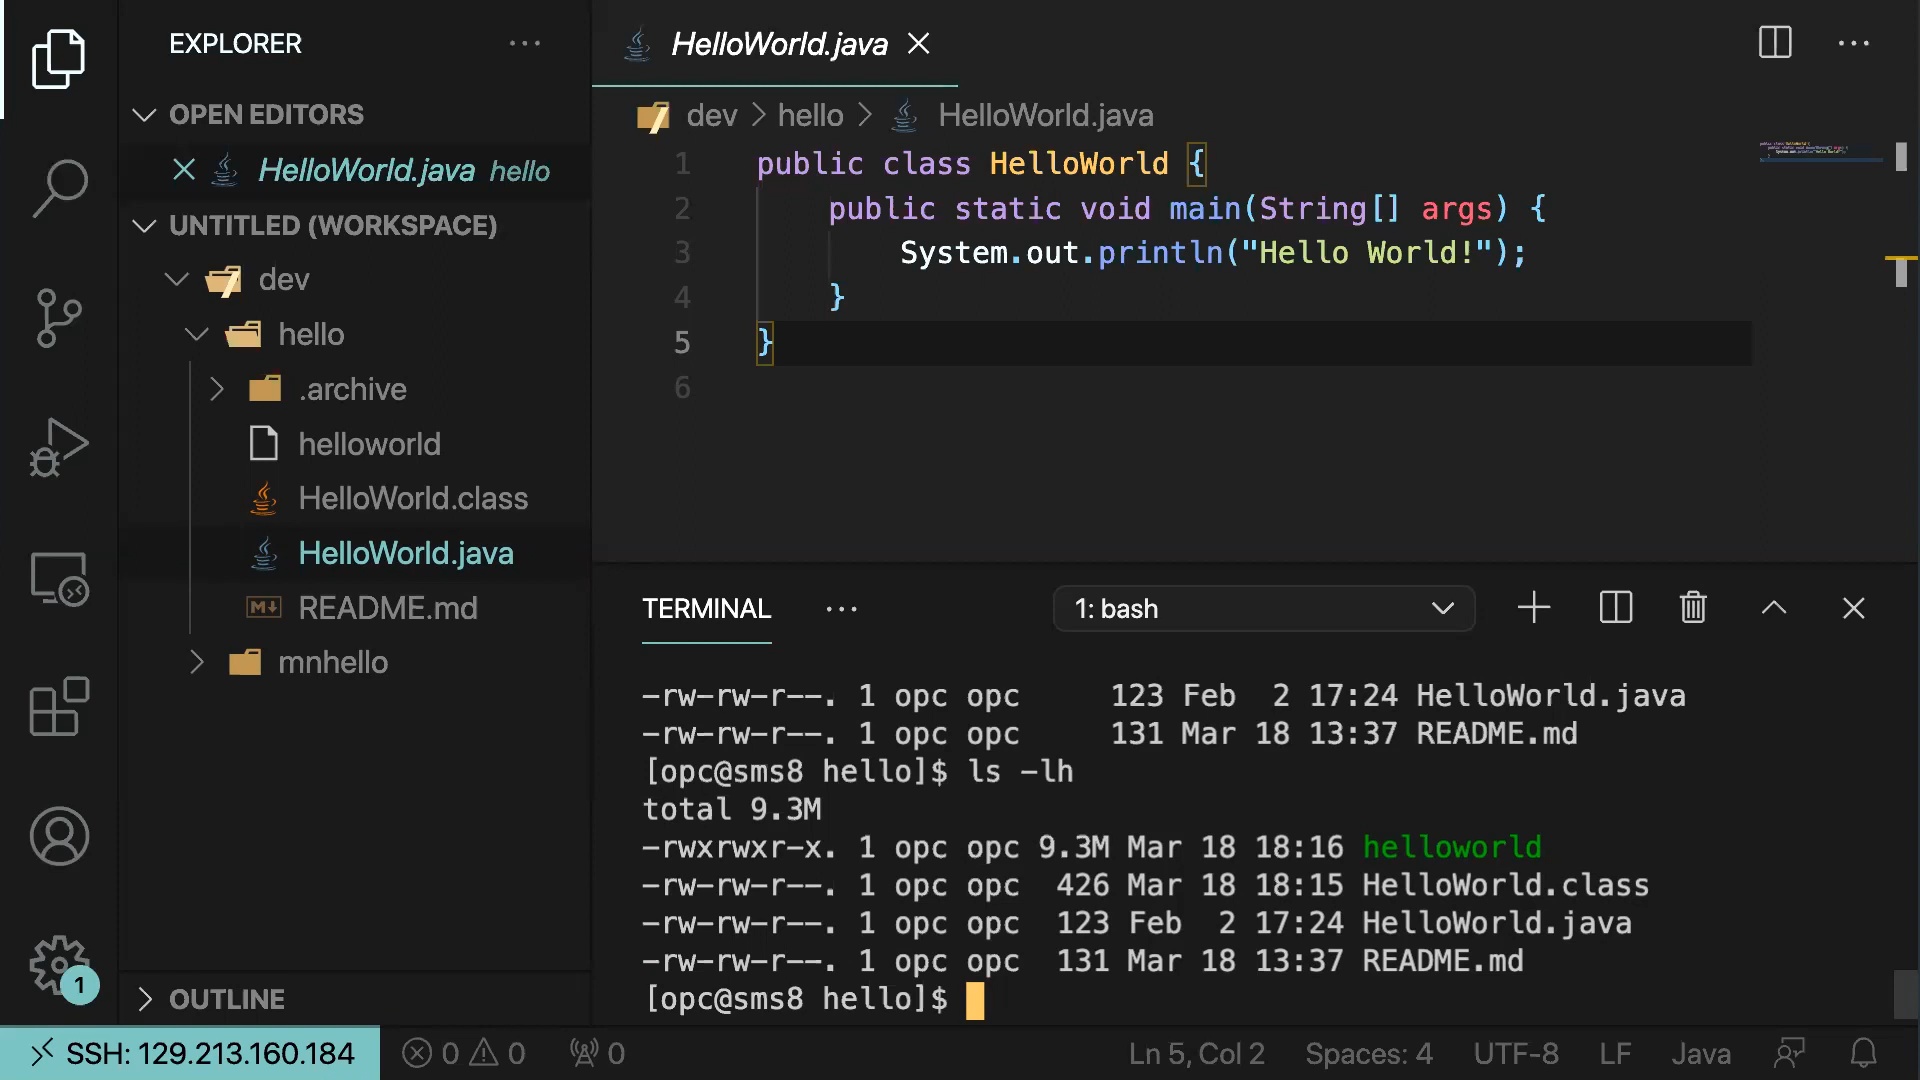 EXPLORER
OPEN EDITORS
HelloWorld.java hello
UNTITLED (WORKSPACE)
dev
hello
.archive
helloworld
HelloWorld.class
HelloWorld.java
README.md
mnhello
OUTLINE
HelloWorld.java
dev > hello > HelloWorld.java
1 public class HelloWorld {
2 public static void main(String[] args) {
3 System.out.println("Hello World!");
4 }
5 }
6
TERMINAL
1: bash
-rw-rw-r--. 1 opc opc 123 Feb 2 17:24 HelloWorld.java
-rw-rw-r--. 1 opc opc 131 Mar 18 13:37 README.md
[opc@sms8 hello]$ ls -lh
total 9.3M
-rwxrwxr-x. 1 opc opc 9.3M Mar 18 18:16 helloworld
-rw-rw-r--. 1 opc opc 426 Mar 18 18:15 HelloWorld.class
-rw-rw-r--. 1 opc opc 123 Feb 2 17:24 HelloWorld.java
-rw-rw-r--. 1 opc opc 131 Mar 18 13:37 README.md
[opc@sms8 hello]$
1
SSH: 129.213.160.184 0 0 0 Ln 5, Col 2 Spaces: 4 UTF-8 LF Java